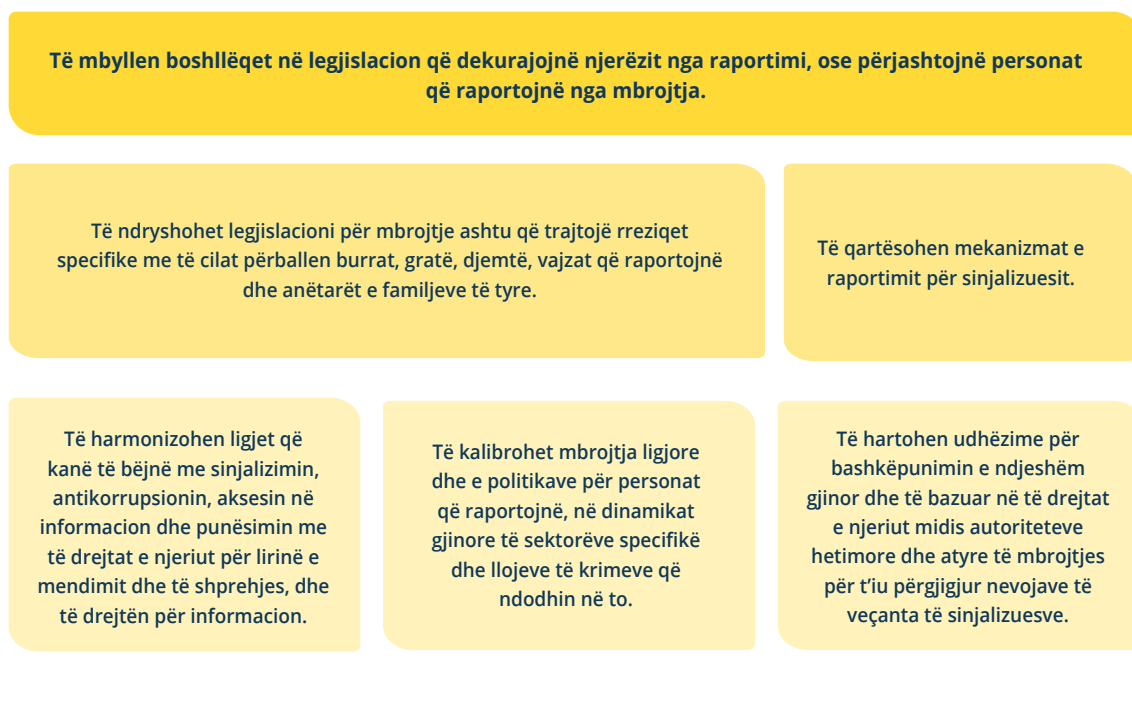 Të mbyllen boshllëqet në legjislacion që dekurajojnë njerëzit nga raportimi, ose përjashtojnë personat
që raportojnë nga mbrojtja.
Të ndryshohet legjislacioni për mbrojtje ashtu që trajtojë rreziqet
specifike me të cilat përballen burrat, gratë, djemtë, vajzat që raportojnë
dhe anëtarët e familjeve të tyre.
Të qartësohen mekanizmat e
raportimit për sinjalizuesit.
Të harmonizohen ligjet që
kanë të bëjnë me sinjalizimin,
antikorrupsionin, aksesin në
informacion dhe punësimin me
të drejtat e njeriut për lirinë e
mendimit dhe të shprehjes, dhe
të drejtën për informacion.
Të kalibrohet mbrojtja ligjore
dhe e politikave për personat
që raportojnë, në dinamikat
gjinore të sektorëve specifikë
dhe llojeve të krimeve që
ndodhin në to.
Të hartohen udhëzime për
bashkëpunimin e ndjeshëm
gjinor dhe të bazuar në të drejtat
e njeriut midis autoriteteve
hetimore dhe atyre të mbrojtjes
për t’iu përgjigjur nevojave të
veçanta të sinjalizuesve.